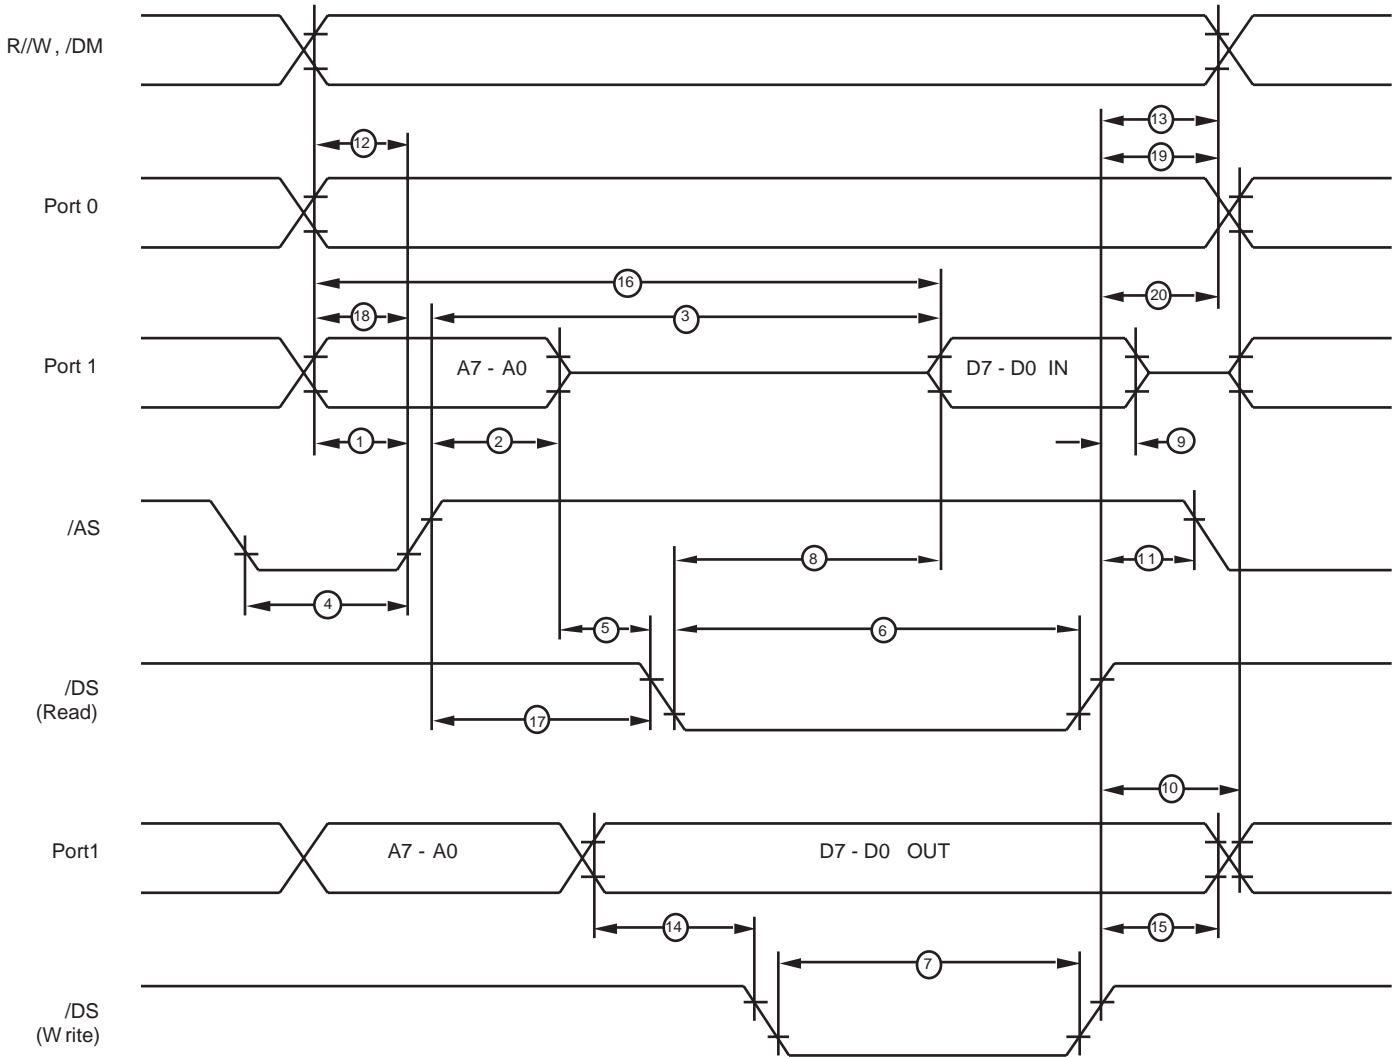 R//W, /DM
13
12
19
Port 0
16
20
18
3
Port 1
A7 - A0
D7 - D0 IN
1
2
9
/AS
8
11
4
5
6
/DS
(Read)
17
10
Port1
A7 - A0
D7 - D0 OUT
14
15
7
/DS
(Write)